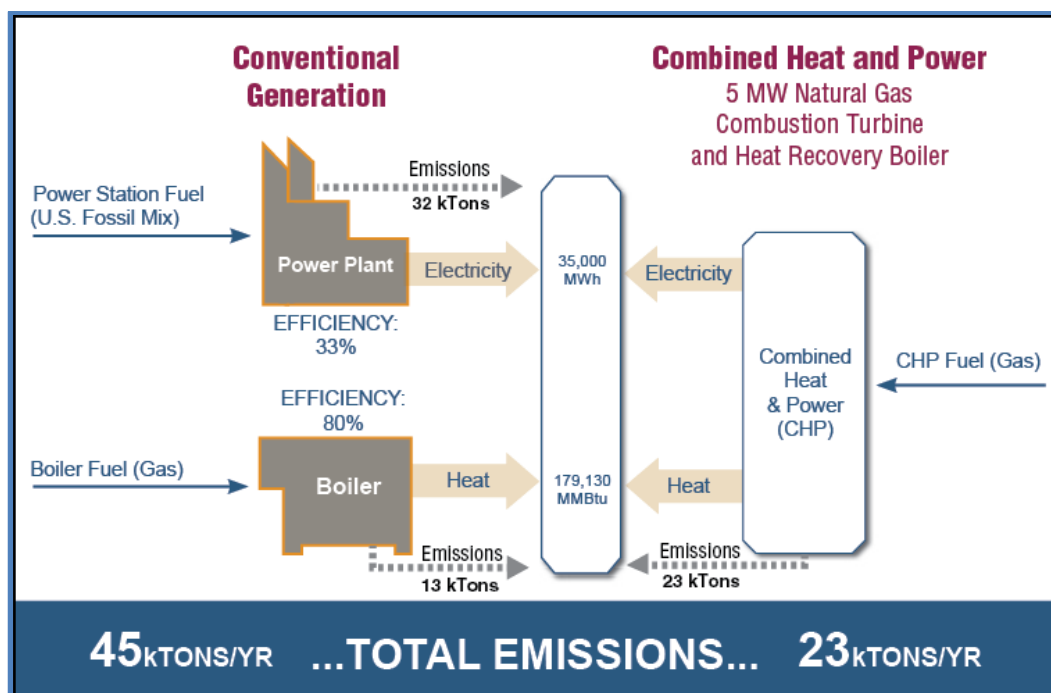 Conventional
Generation
Combined Heat and Power
5 MW Natural Gas
Combustion Turbine
and Heat Recovery Boiler
Power Station Fuel
(U.S. Fossil Mix)
Power Plant
EFFICIENCY:
33%
Emissions
32 kTons
Electricity
35,000
MWh
Electricity
Combined
Heat
& Power
(CHP)
CHP Fuel (Gas)
EFFICIENCY:
80%
Boiler Fuel (Gas)
Boiler
Heat
179,130
MMBtu
Heat
Emissions
13 kTons
Emissions
23 kTons
45kTONS/YR ...TOTAL EMISSIONS... 23kTONS/YR